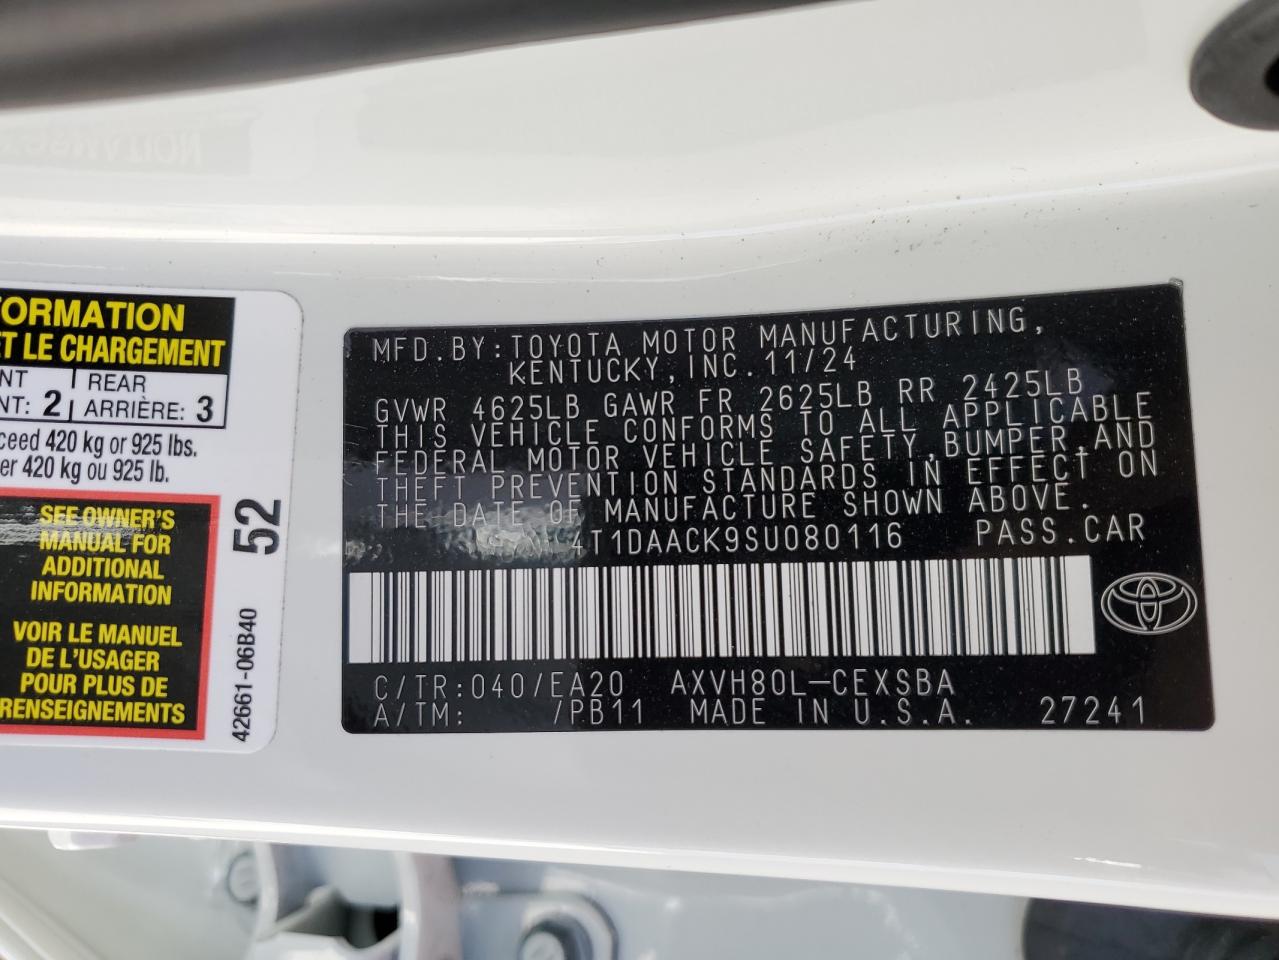 FORMATION
ET LE CHARGEMENT
NT REAR
NT: 2 ARRIÈRE: 3
ceed 420 kg or 925 lbs.
er 420 kg ou 925 lb.
SEE OWNER'S
MANUAL FOR
ADDITIONAL
INFORMATION
VOIR LE MANUEL
DE L'USAGER
POUR PLUS DE
RENSEIGNEMENTS
52
42661-06B40
MFD.BY:TOYOTA MOTOR MANUFACTURING,
KENTUCKY,INC.11/24
GVWR 4625LB GAWR FR 2625LB RR 2425LB
THIS VEHICLE CONFORMS TO ALL APPLICABLE
FEDERAL MOTOR VEHICLE SAFETY,BUMPER,AND
THEFT PREVENTION STANDARDS IN EFFECT ON
THE DATE OF MANUFACTURE SHOWN ABOVE.
4T1DAACK9SU080116 PASS.CAR
C/TR:040/EA20 AXVH80L-CEXSBA
A/TM: /PB11 MADE IN U.S.A. 27241